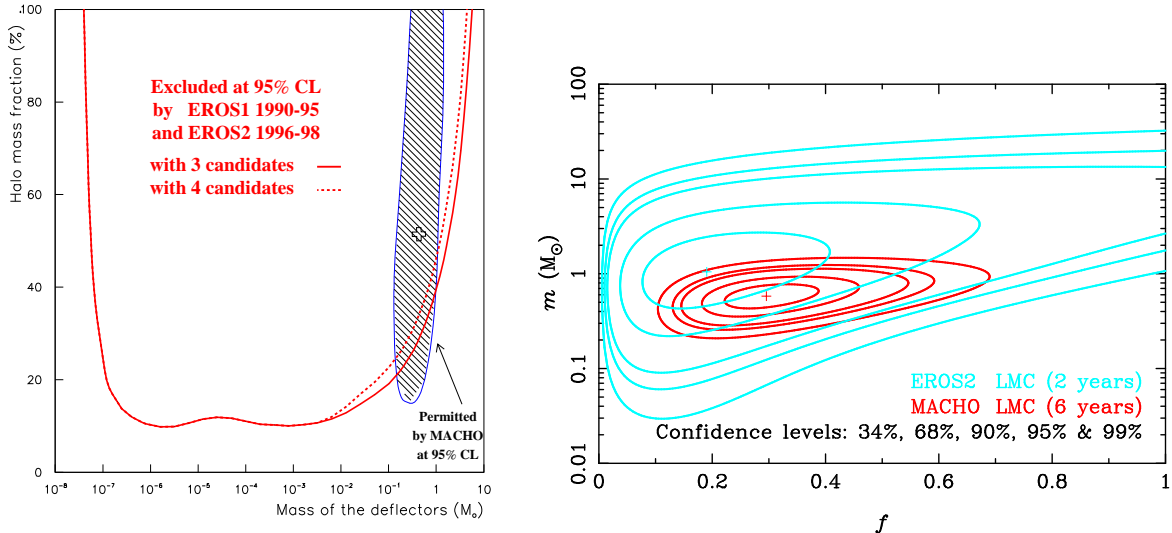 Halo mass fraction (%)
100
80
60
40
20
0
Excluded at 95% CL
by EROS1 1990-95
and EROS2 1996-98
with 3 candidates
with 4 candidates
Permitted
by MACHO
at 95% CL
10⁻⁸ 10⁻⁷ 10⁻⁶ 10⁻⁵ 10⁻⁴ 10⁻³ 10⁻² 10⁻¹ 1 10
Mass of the deflectors (M₀)
m (M⊙)
100
10
1
0.1
0.01
EROS2 LMC (2 years)
MACHO LMC (6 years)
Confidence levels: 34%, 68%, 90%, 95% & 99%
0 0.2 0.4 0.6 0.8 1
f